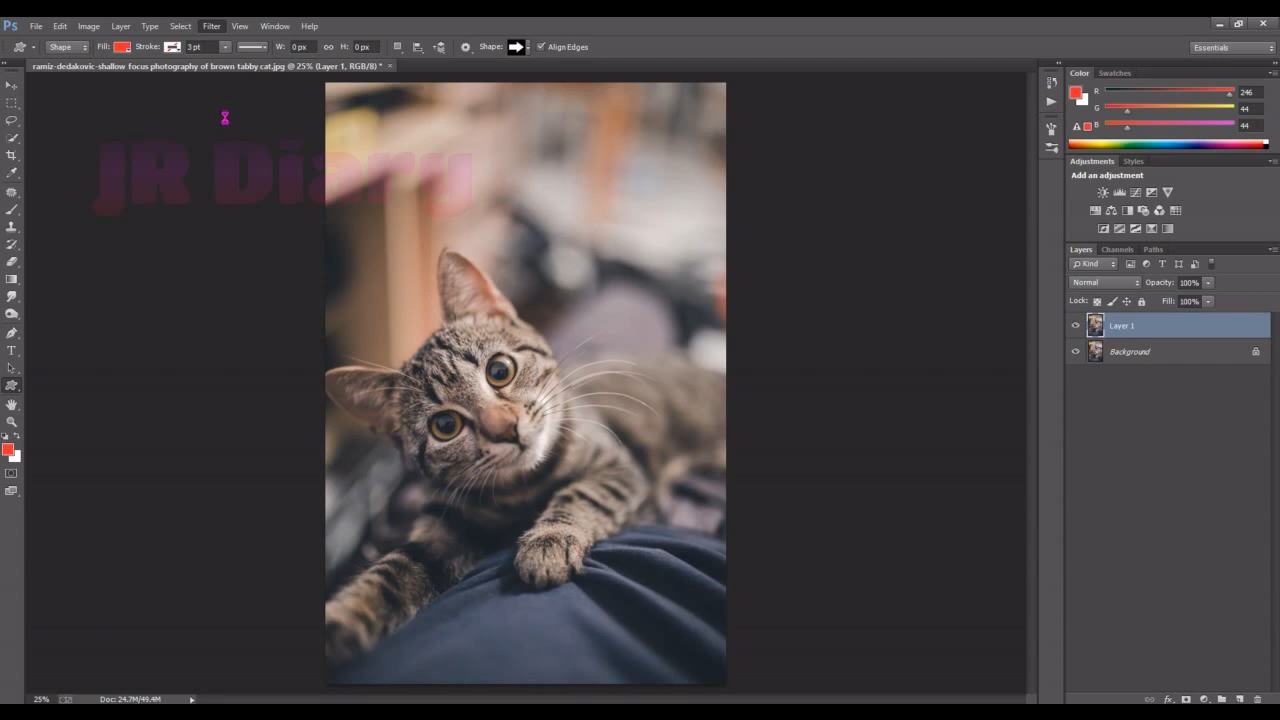 Ps File Edit Image Layer Type Select Filter View Window Help
Shape Fill: Stroke: 3 pt W: 0 px H: 0 px Shape: Align Edges Essentials
ramiz-dedakovic-shallow focus photography of brown tabby cat.jpg @ 25% (Layer 1, RGB/8) * ×
Color Swatches
R 246
G 44
B 44
JR Diary
Adjustments Styles
Add an adjustment
Layers Channels Paths
Kind
Normal Opacity: 100%
Lock: Fill: 100%
Layer 1
Background
25% Doc: 24.7M/49.4M